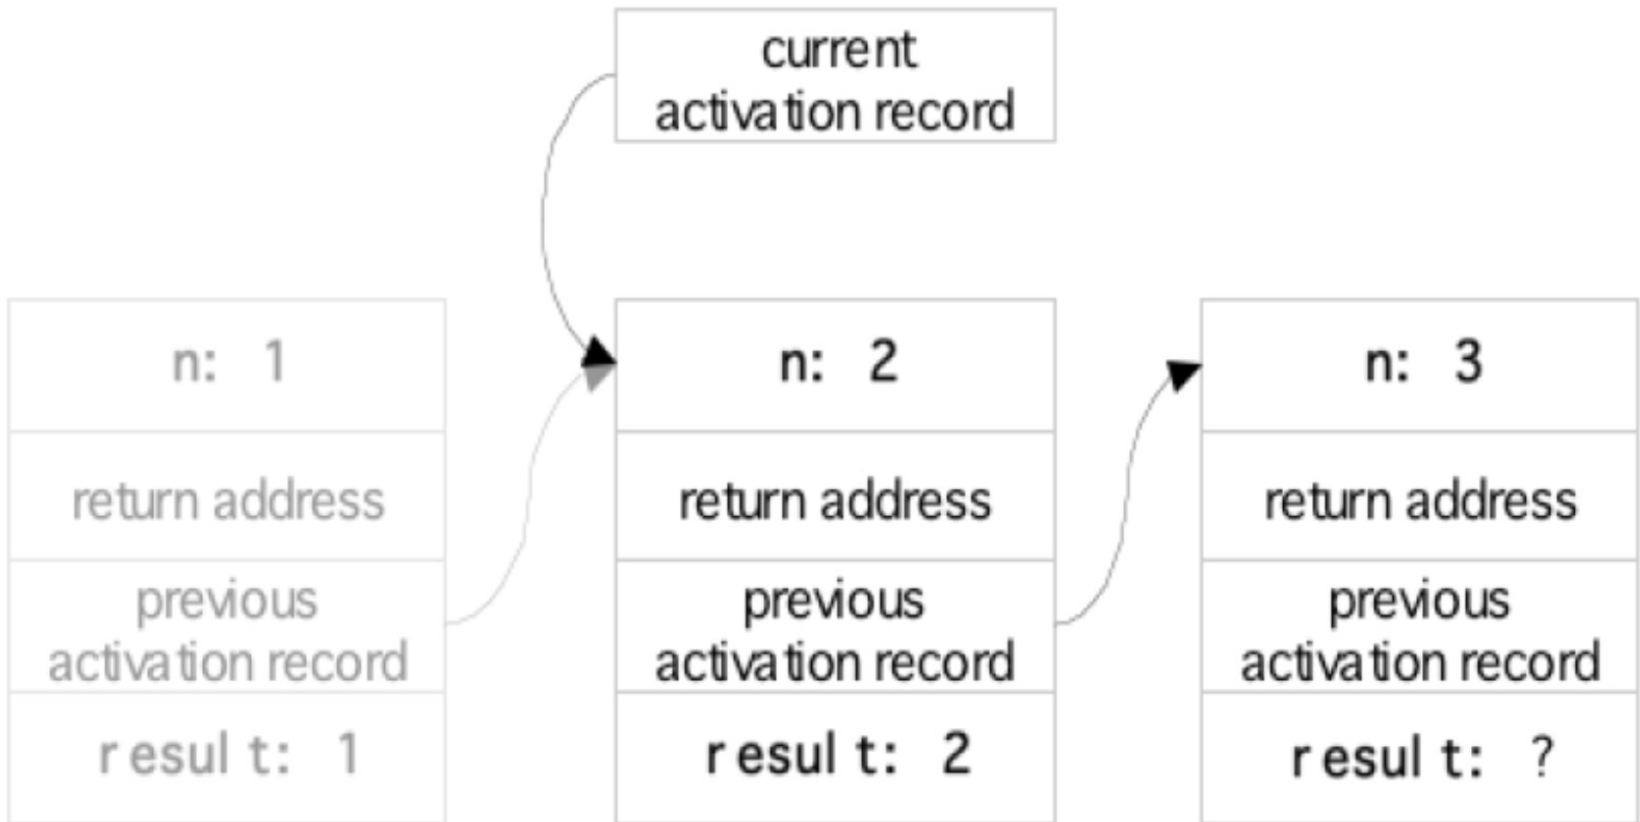 current
activation record
n: 1
return address
previous
activation record
result: 1
n: 2
return address
previous
activation record
result: 2
n: 3
return address
previous
activation record
result: ?